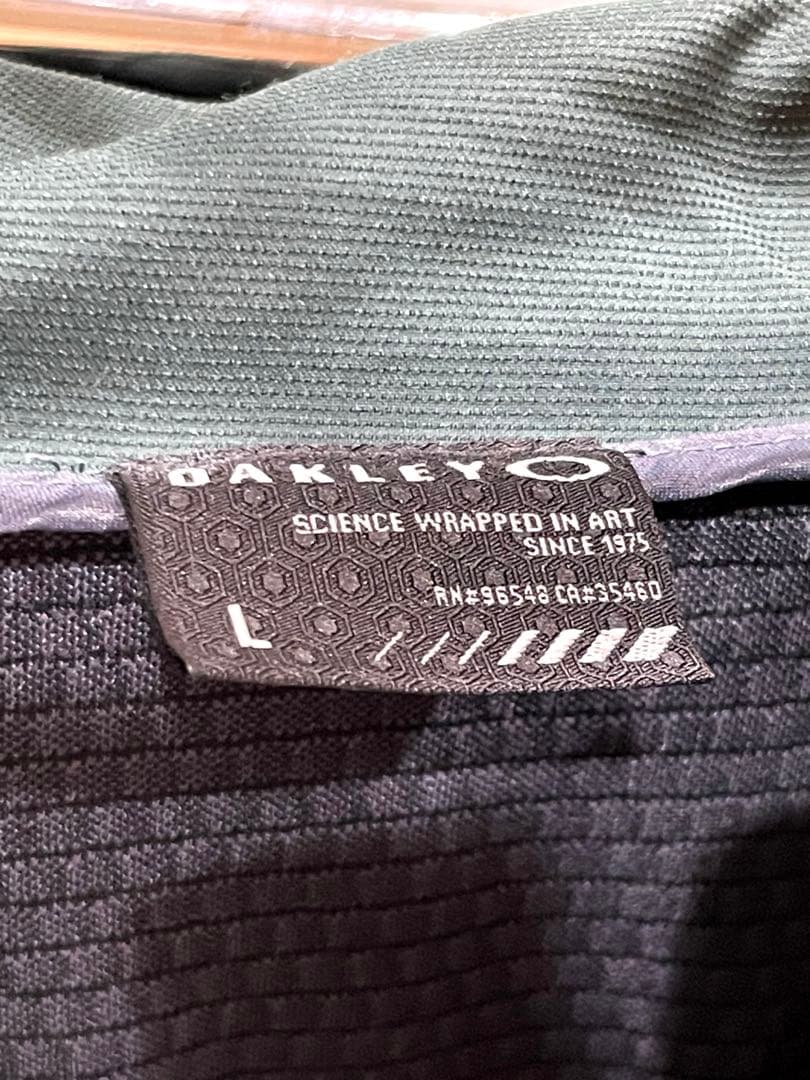 OAKLEY
SCIENCE WRAPPED IN ART
SINCE 1975
RN#96548 CA#35460
L